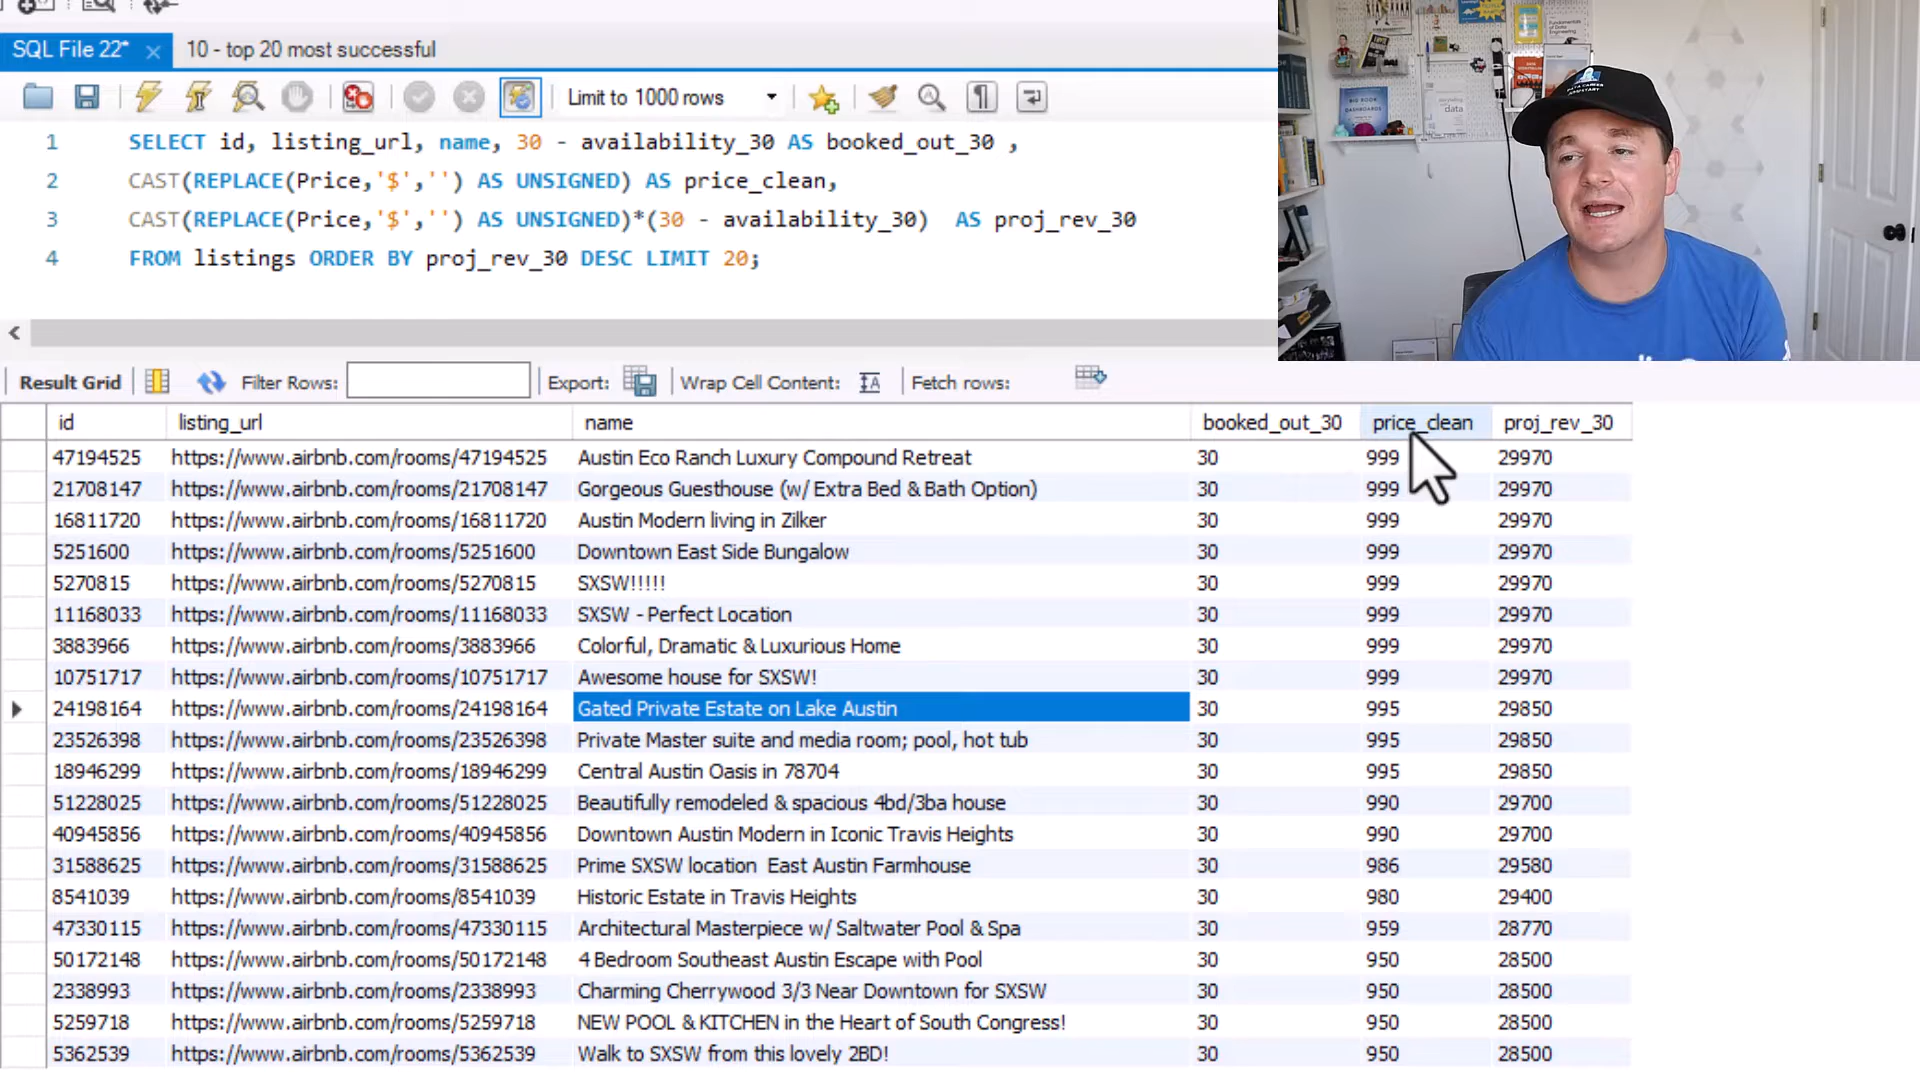 SQL File 22* 10 - top 20 most successful
Limit to 1000 rows
1 SELECT id, listing_url, name, 30 - availability_30 AS booked_out_30 ,
2 CAST(REPLACE(Price,'$','') AS UNSIGNED) AS price_clean,
3 CAST(REPLACE(Price,'$','') AS UNSIGNED)*(30 - availability_30) AS proj_rev_30
4 FROM listings ORDER BY proj_rev_30 DESC LIMIT 20;
Result Grid Filter Rows: Export: Wrap Cell Content: Fetch rows:
id listing_url name booked_out_30 price_clean proj_rev_30
47194525 https://www.airbnb.com/rooms/47194525 Austin Eco Ranch Luxury Compound Retreat 30 999 29970
21708147 https://www.airbnb.com/rooms/21708147 Gorgeous Guesthouse (w/ Extra Bed & Bath Option) 30 999 29970
16811720 https://www.airbnb.com/rooms/16811720 Austin Modern living in Zilker 30 999 29970
5251600 https://www.airbnb.com/rooms/5251600 Downtown East Side Bungalow 30 999 29970
5270815 https://www.airbnb.com/rooms/5270815 SXSW!!!!! 30 999 29970
11168033 https://www.airbnb.com/rooms/11168033 SXSW - Perfect Location 30 999 29970
3883966 https://www.airbnb.com/rooms/3883966 Colorful, Dramatic & Luxurious Home 30 999 29970
10751717 https://www.airbnb.com/rooms/10751717 Awesome house for SXSW! 30 999 29970
24198164 https://www.airbnb.com/rooms/24198164 Gated Private Estate on Lake Austin 30 995 29850
23526398 https://www.airbnb.com/rooms/23526398 Private Master suite and media room; pool, hot tub 30 995 29850
18946299 https://www.airbnb.com/rooms/18946299 Central Austin Oasis in 78704 30 995 29850
51228025 https://www.airbnb.com/rooms/51228025 Beautifully remodeled & spacious 4bd/3ba house 30 990 29700
40945856 https://www.airbnb.com/rooms/40945856 Downtown Austin Modern in Iconic Travis Heights 30 990 29700
31588625 https://www.airbnb.com/rooms/31588625 Prime SXSW location East Austin Farmhouse 30 986 29580
8541039 https://www.airbnb.com/rooms/8541039 Historic Estate in Travis Heights 30 980 29400
47330115 https://www.airbnb.com/rooms/47330115 Architectural Masterpiece w/ Saltwater Pool & Spa 30 959 28770
50172148 https://www.airbnb.com/rooms/50172148 4 Bedroom Southeast Austin Escape with Pool 30 950 28500
2338993 https://www.airbnb.com/rooms/2338993 Charming Cherrywood 3/3 Near Downtown for SXSW 30 950 28500
5259718 https://www.airbnb.com/rooms/5259718 NEW POOL & KITCHEN in the Heart of South Congress! 30 950 28500
5362539 https://www.airbnb.com/rooms/5362539 Walk to SXSW from this lovely 2BD! 30 950 28500